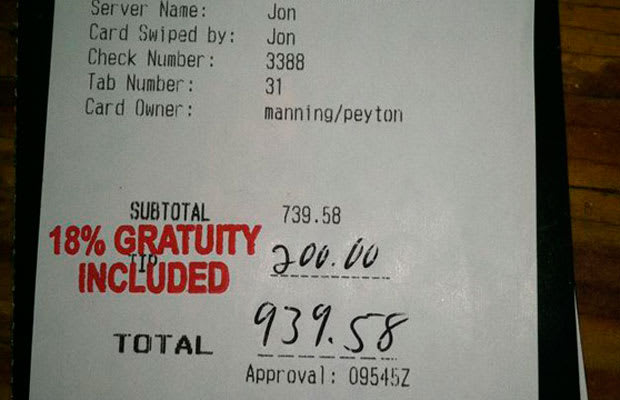 Server Name: Jon
Card Swiped by: Jon
Check Number: 3388
Tab Number: 31
Card Owner: manning/peyton
SUBTOTAL 739.58
18% GRATUITY
TIP 200.00
INCLUDED
TOTAL 939.58
Approval: 09545Z